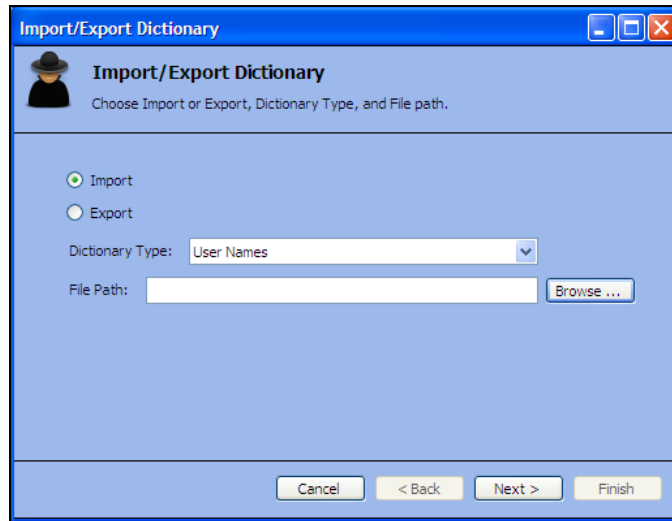 Import/Export Dictionary
Import/Export Dictionary
Choose Import or Export, Dictionary Type, and File path.
Import
Export
Dictionary Type: User Names
File Path: Browse ...
Cancel < Back Next > Finish